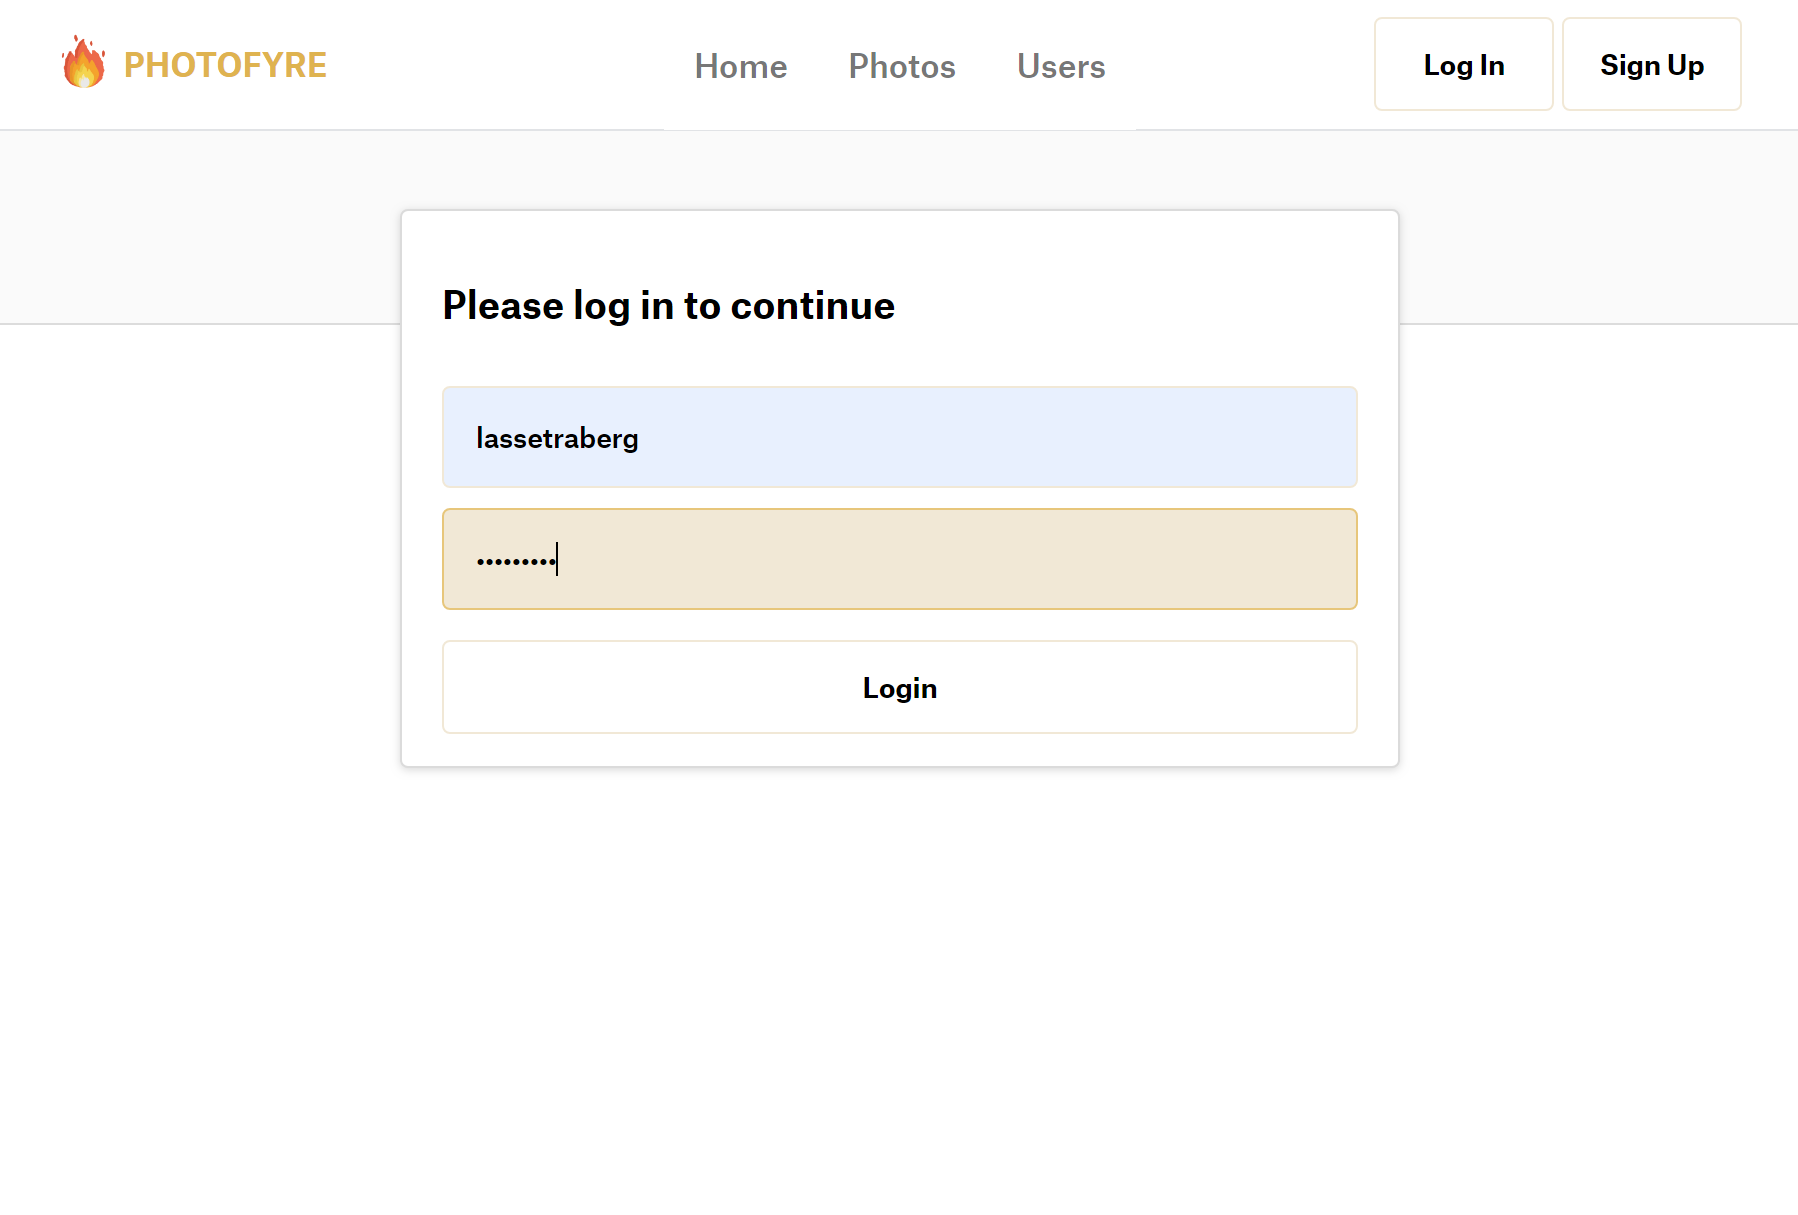 PHOTOFYRE
Home Photos Users
Log In Sign Up
Please log in to continue
lassetraberg
•••••••••
Login